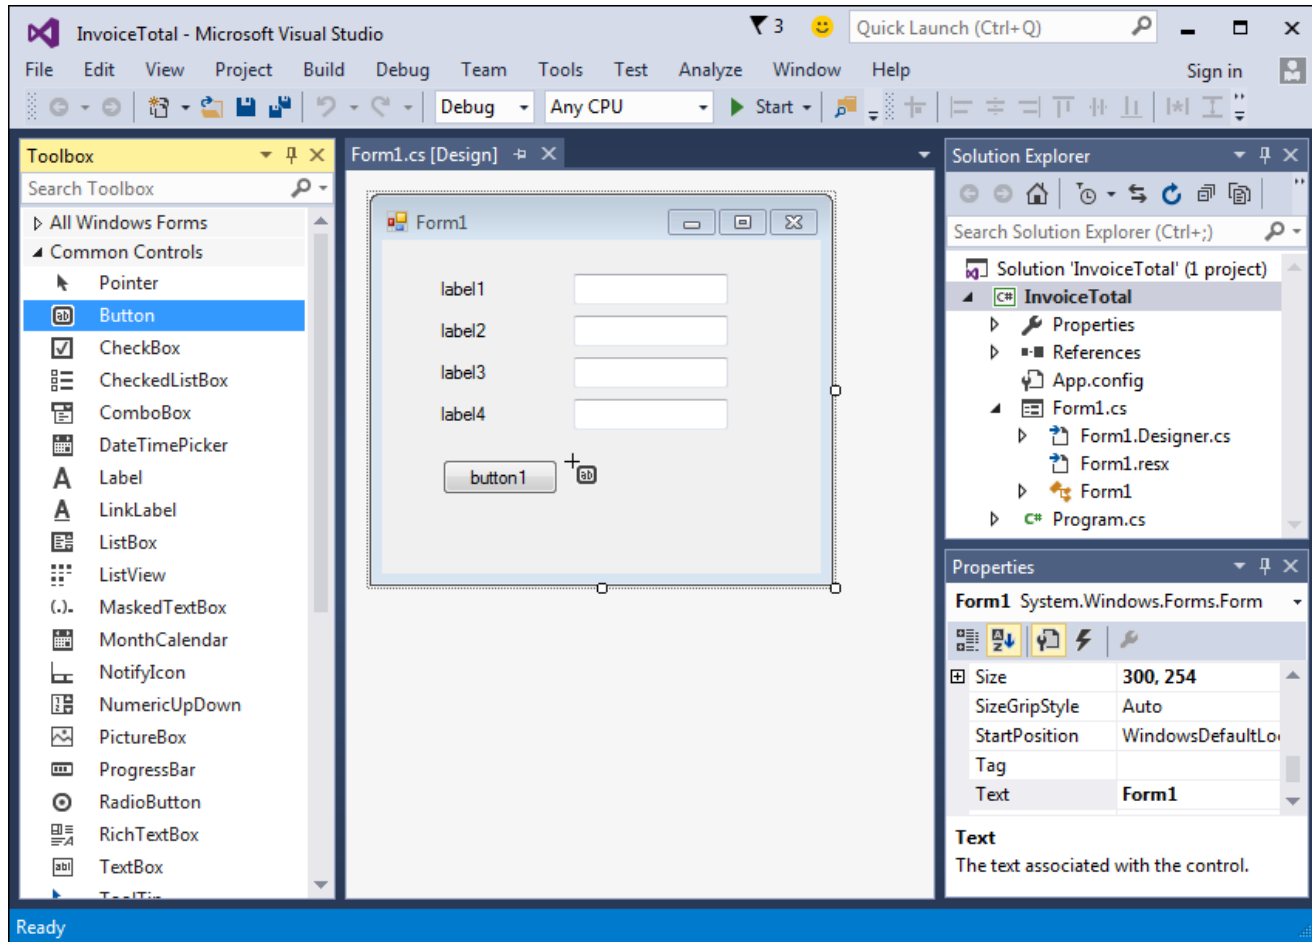 InvoiceTotal - Microsoft Visual Studio
3
Quick Launch (Ctrl+Q)
File Edit View Project Build Debug Team Tools Test Analyze Window Help
Sign in
Debug
Any CPU
Start
Toolbox
Search Toolbox
All Windows Forms
Common Controls
Pointer
Button
CheckBox
CheckedListBox
ComboBox
DateTimePicker
Label
LinkLabel
ListBox
ListView
MaskedTextBox
MonthCalendar
NotifyIcon
NumericUpDown
PictureBox
ProgressBar
RadioButton
RichTextBox
TextBox
Form1.cs [Design]
Form1
label1
label2
label3
label4
button1
Solution Explorer
Search Solution Explorer (Ctrl+;)
Solution 'InvoiceTotal' (1 project)
C# InvoiceTotal
Properties
References
App.config
Form1.cs
Form1.Designer.cs
Form1.resx
Form1
C# Program.cs
Properties
Form1 System.Windows.Forms.Form
Size 300, 254
SizeGripStyle Auto
StartPosition WindowsDefaultLo
Tag
Text Form1
Text
The text associated with the control.
Ready